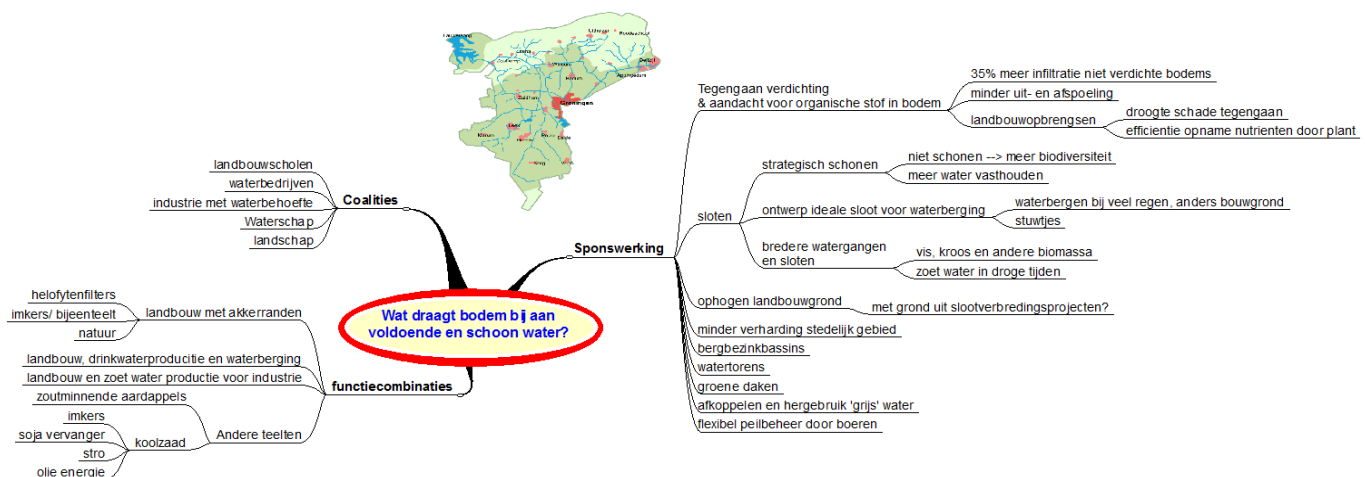 Groningen
Delfzijl
Winsum
Leek
Roden
Wat draagt bodem bij aan
voldoende en schoon water?
Coalities
landbouwscholen
waterbedrijven
industrie met waterbehoefte
Waterschap
landschap
functiecombinaties
landbouw met akkerranden
helofytenfilters
imkers/ bijeenteelt
natuur
landbouw, drinkwaterproductie en waterberging
landbouw en zoet water productie voor industrie
Andere teelten
zoutminnende aardappels
koolzaad
imkers
soja vervanger
stro
olie energie
Sponswerking
Tegengaan verdichting
& aandacht voor organische stof in bodem
35% meer infiltratie niet verdichte bodems
minder uit- en afspoeling
landbouwopbrengsen
droogte schade tegengaan
efficientie opname nutrienten door plant
sloten
strategisch schonen
niet schonen --> meer biodiversiteit
meer water vasthouden
ontwerp ideale sloot voor waterberging
waterbergen bij veel regen, anders bouwgrond
stuwtjes
bredere watergangen
en sloten
vis, kroos en andere biomassa
zoet water in droge tijden
ophogen landbouwgrond
met grond uit slootverbredingsprojecten?
minder verharding stedelijk gebied
bergbezinkbassins
watertorens
groene daken
afkoppelen en hergebruik 'grijs' water
flexibel peilbeheer door boeren